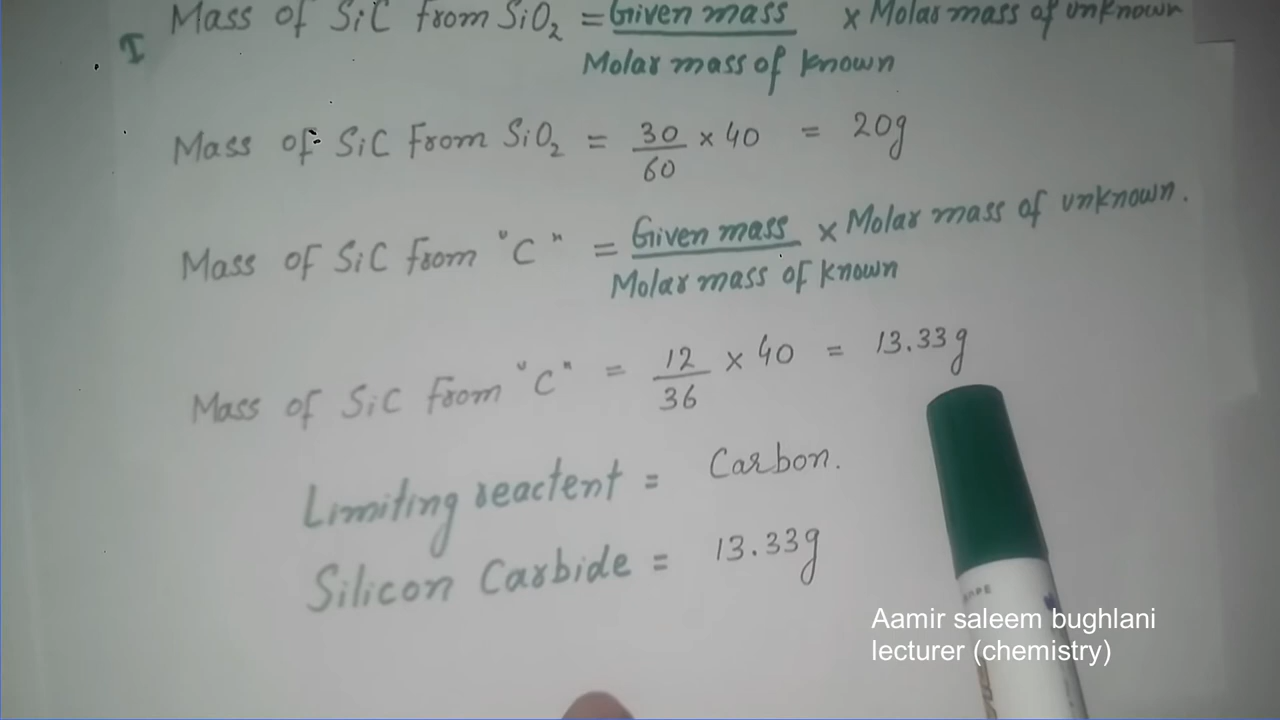 Mass of SiC from SiO₂ = Given mass x Molar mass of unknown
Molar mass of known
I
Mass of SiC from SiO₂ = 30/60 x 40 = 20g
Mass of SiC from "C" = Given mass x Molar mass of unknown.
Molar mass of known
Mass of SiC from "C" = 12/36 x 40 = 13.33g
Limiting reactent = Carbon.
Silicon Carbide = 13.33g
Aamir saleem bughlani
lecturer (chemistry)